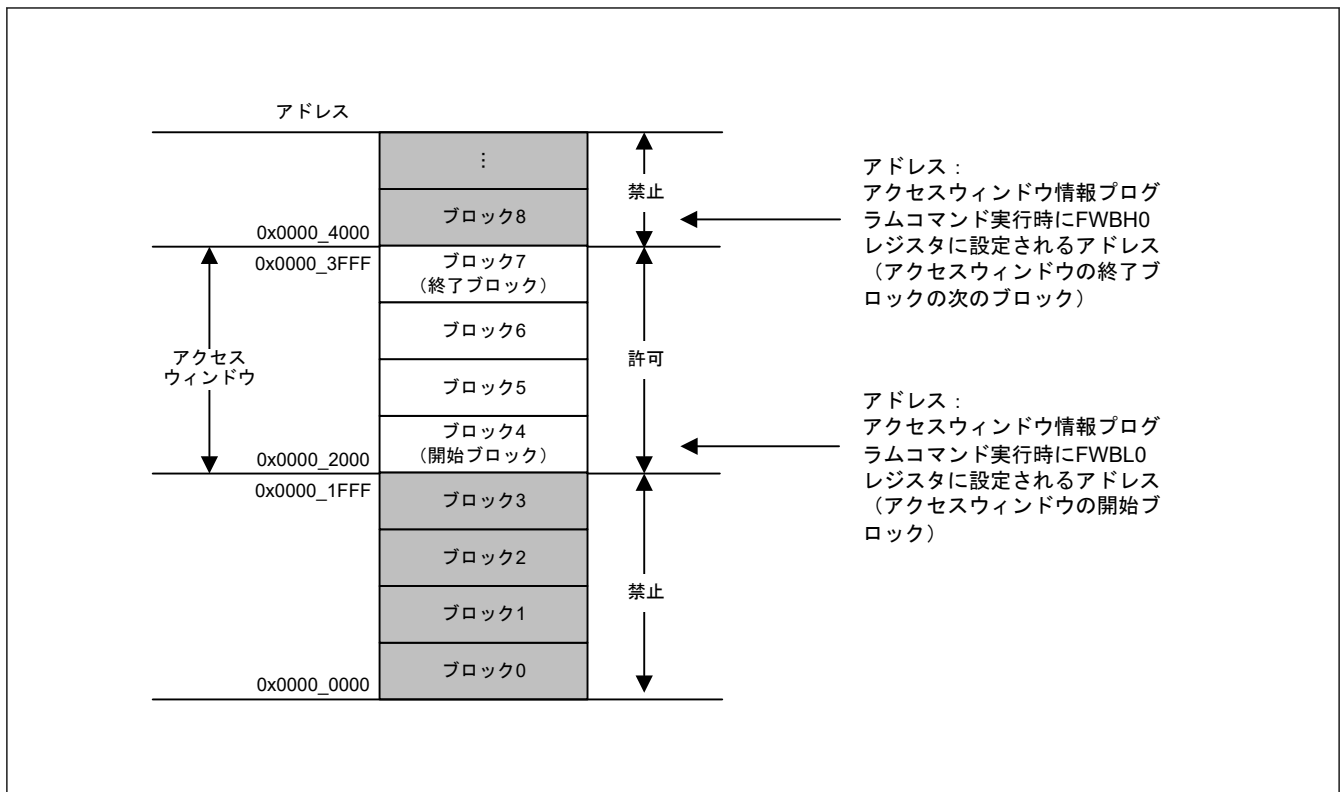 アドレス
⋮
ブロック8
0x0000_4000
0x0000_3FFF
ブロック7
（終了ブロック）
ブロック6
ブロック5
ブロック4
（開始ブロック）
0x0000_2000
0x0000_1FFF
ブロック3
ブロック2
ブロック1
ブロック0
0x0000_0000
アクセス
ウィンドウ
禁止
許可
禁止
アドレス：
アクセスウィンドウ情報プログ
ラムコマンド実行時にFWBH0
レジスタに設定されるアドレス
（アクセスウィンドウの終了ブ
ロックの次のブロック）
アドレス：
アクセスウィンドウ情報プログ
ラムコマンド実行時にFWBL0
レジスタに設定されるアドレス
（アクセスウィンドウの開始ブ
ロック）